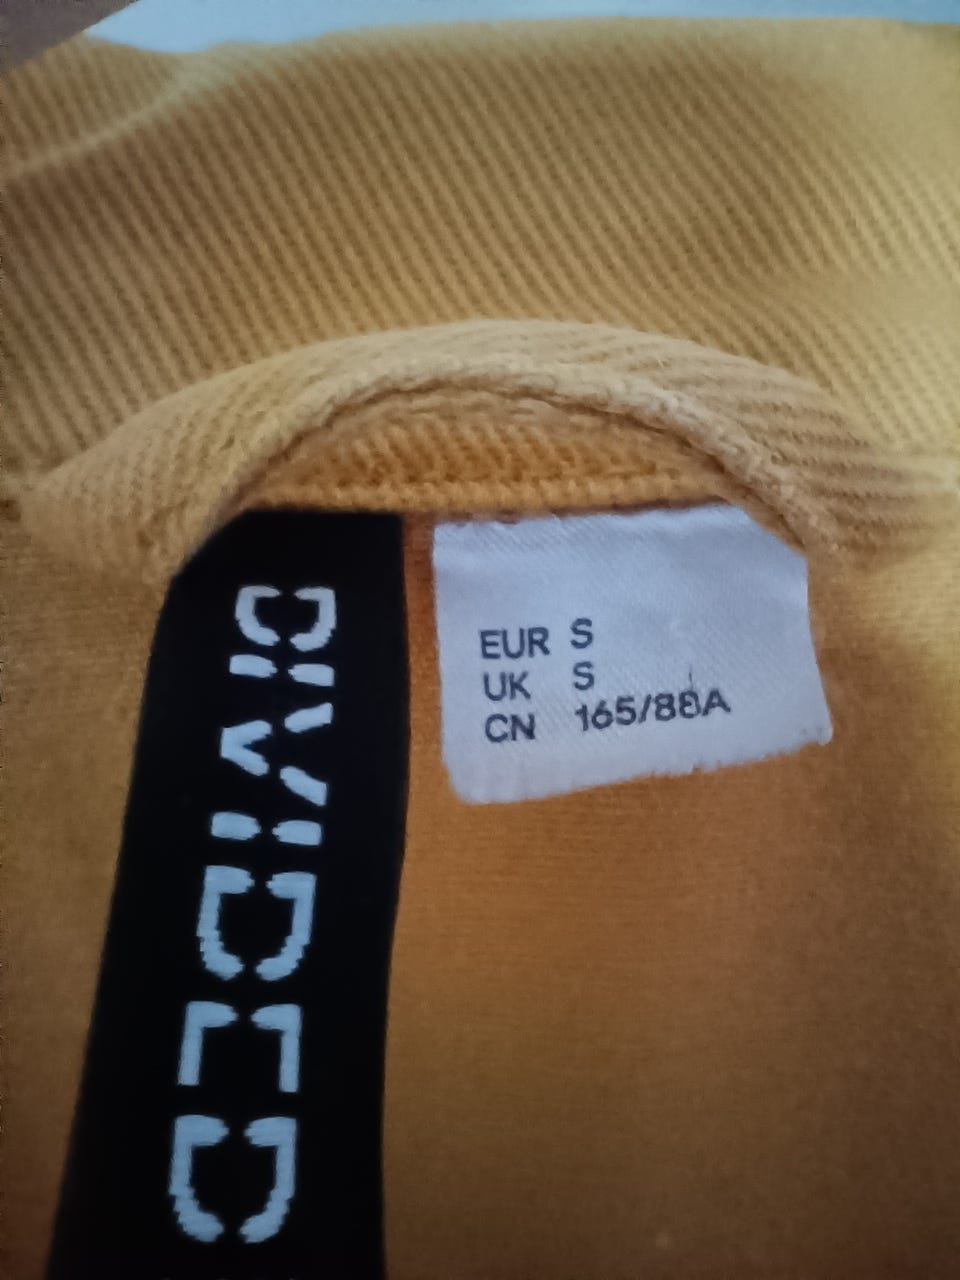 DIVIDED
EUR S
UK S
CN 165/88A